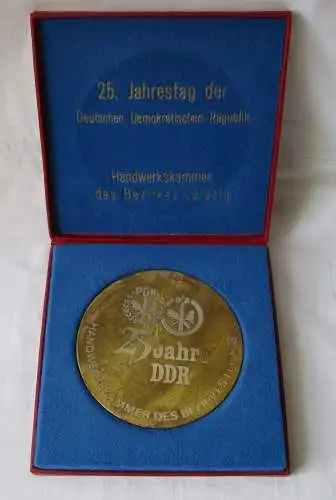 25. Jahrestag der
Deutschen Demokratischen Republik
Handwerkskammer
des Bezirkes Leipzig
PGH
25 Jahre
DDR
HANDWERKSKAMMER DES BEZIRKES